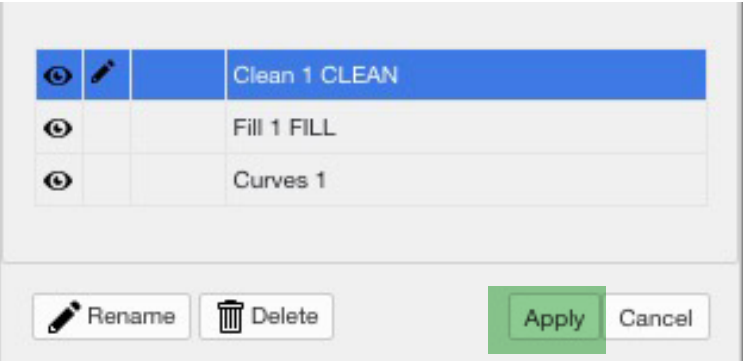 Clean 1 CLEAN
Fill 1 FILL
Curves 1
Rename Delete Apply Cancel